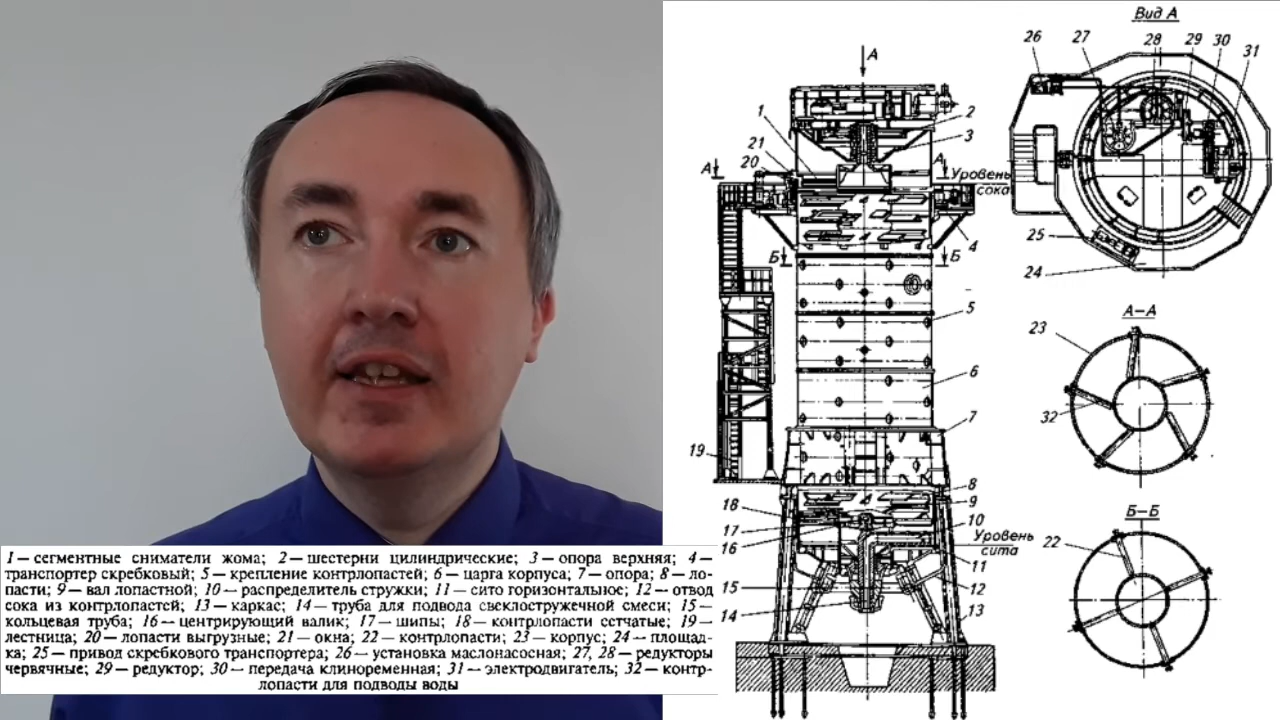 1 — сегментные сниматели жома; 2 — шестерни цилиндрические; 3 — опора верхняя; 4 —
транспортер скребковый; 5 — крепление контрлопастей; 6 — царга корпуса; 7 — опора; 8 — ло-
пасти; 9 — вал лопастной; 10 — распределитель стружки; 11 — сито горизонтальное; 12 — отвод
сока из контрлопастей; 13 — каркас; 14 — труба для подвода свеклостружечной смеси; 15 —
кольцевая труба; 16 — центрирующий валик; 17 — шипы; 18 — контрлопасти сетчатые; 19 —
лестница; 20 — лопасти выгрузные; 21 — окна; 22 — контрлопасти; 23 — корпус; 24 — площад-
ка; 25 — привод скребкового транспортера; 26 — установка маслонасосная; 27, 28 — редукторы
червячные; 29 — редуктор; 30 — передача клиноременная; 31 — электродвигатель; 32 — контр-
лопасти для подводы воды
А
1
2
21
3
20
А
А
Уровень
сока
4
Б
Б
5
6
7
19
8
9
18
10
17
Уровень
сита
16
11
15
12
14
13
Вид А
26
27
28
29
30
31
25
24
А–А
23
32
Б–Б
22